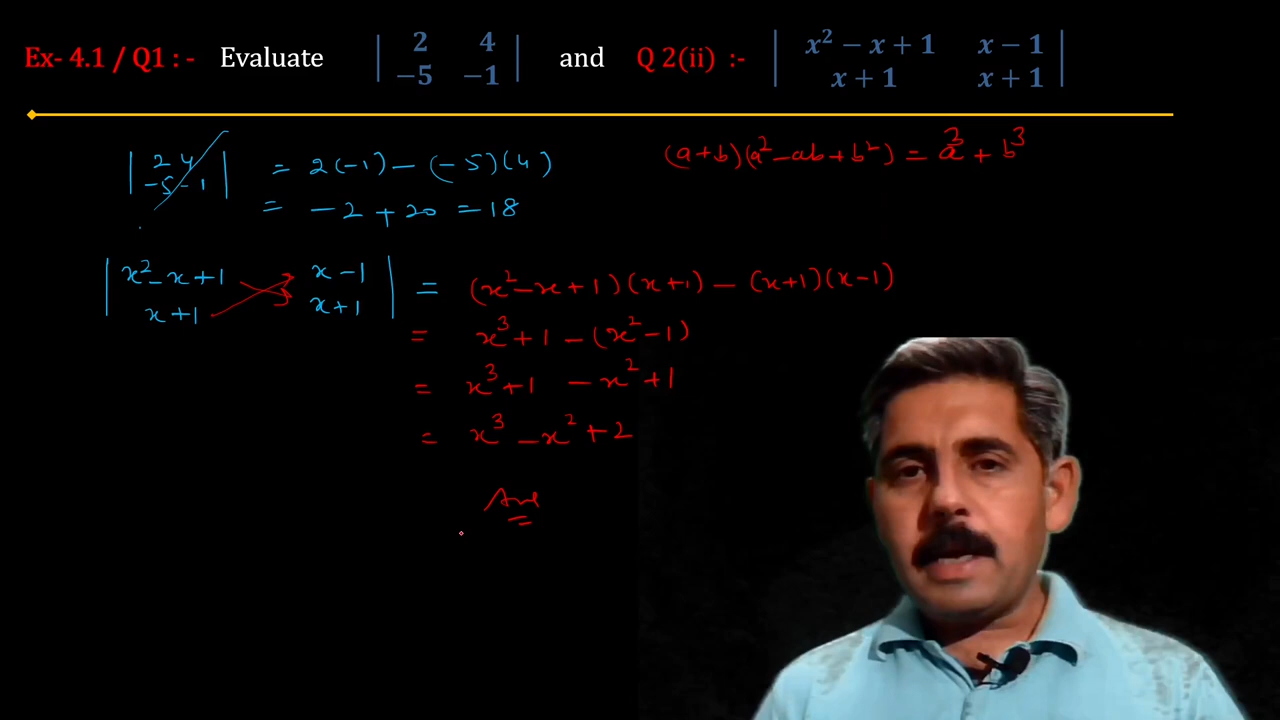 Ex- 4.1 / Q1 : - Evaluate | 2 4 | and Q 2(ii) :- | x² − x + 1 x − 1 |
| −5 −1 | | x + 1 x + 1 |
(a+b)(a²-ab+b²) = a³ + b³
| 2 4 | = 2(-1) - (-5)(4)
| -5 -1 |
= -2 + 20 = 18
| x²-x+1 x-1 | = (x²-x+1)(x+1) - (x+1)(x-1)
| x+1 x+1 |
= x³+1 -(x²-1)
= x³+1 -x²+1
= x³ -x²+2
Ans